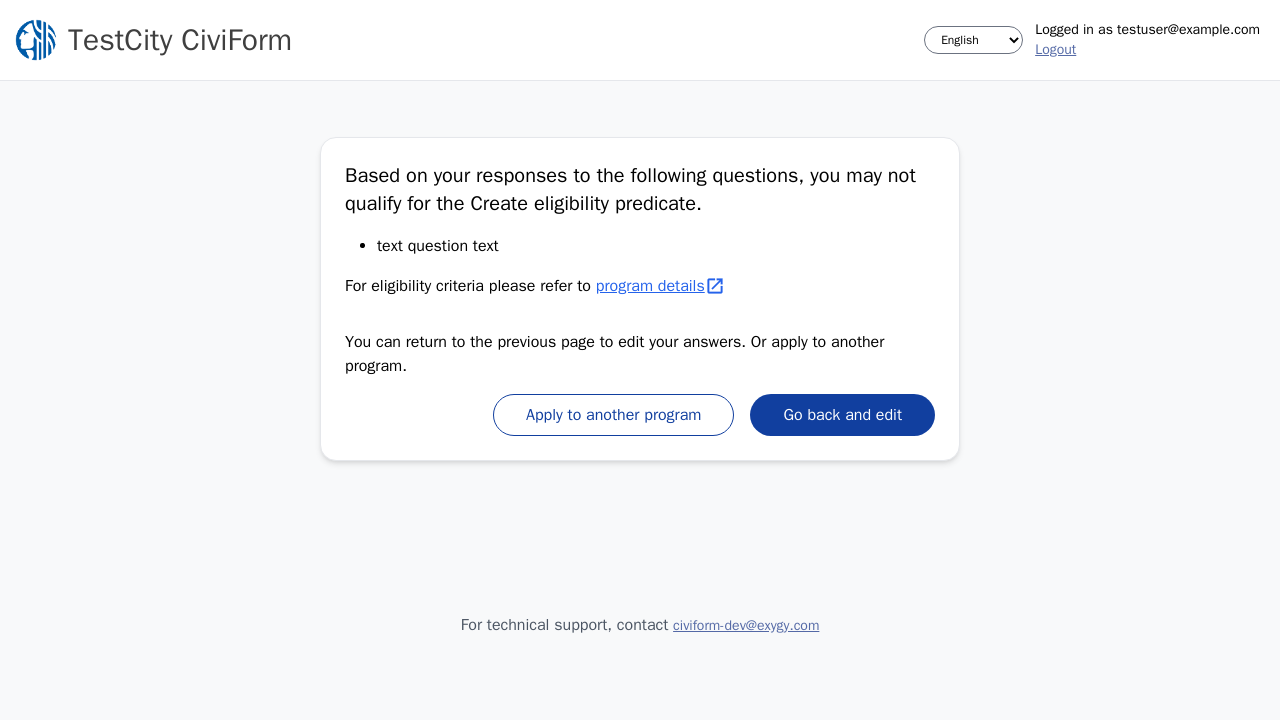 TestCity CiviForm
English
Logged in as testuser@example.com
Logout
Based on your responses to the following questions, you may not
qualify for the Create eligibility predicate.
text question text
For eligibility criteria please refer to program details
You can return to the previous page to edit your answers. Or apply to another
program.
Apply to another program
Go back and edit
For technical support, contact civiform-dev@exygy.com